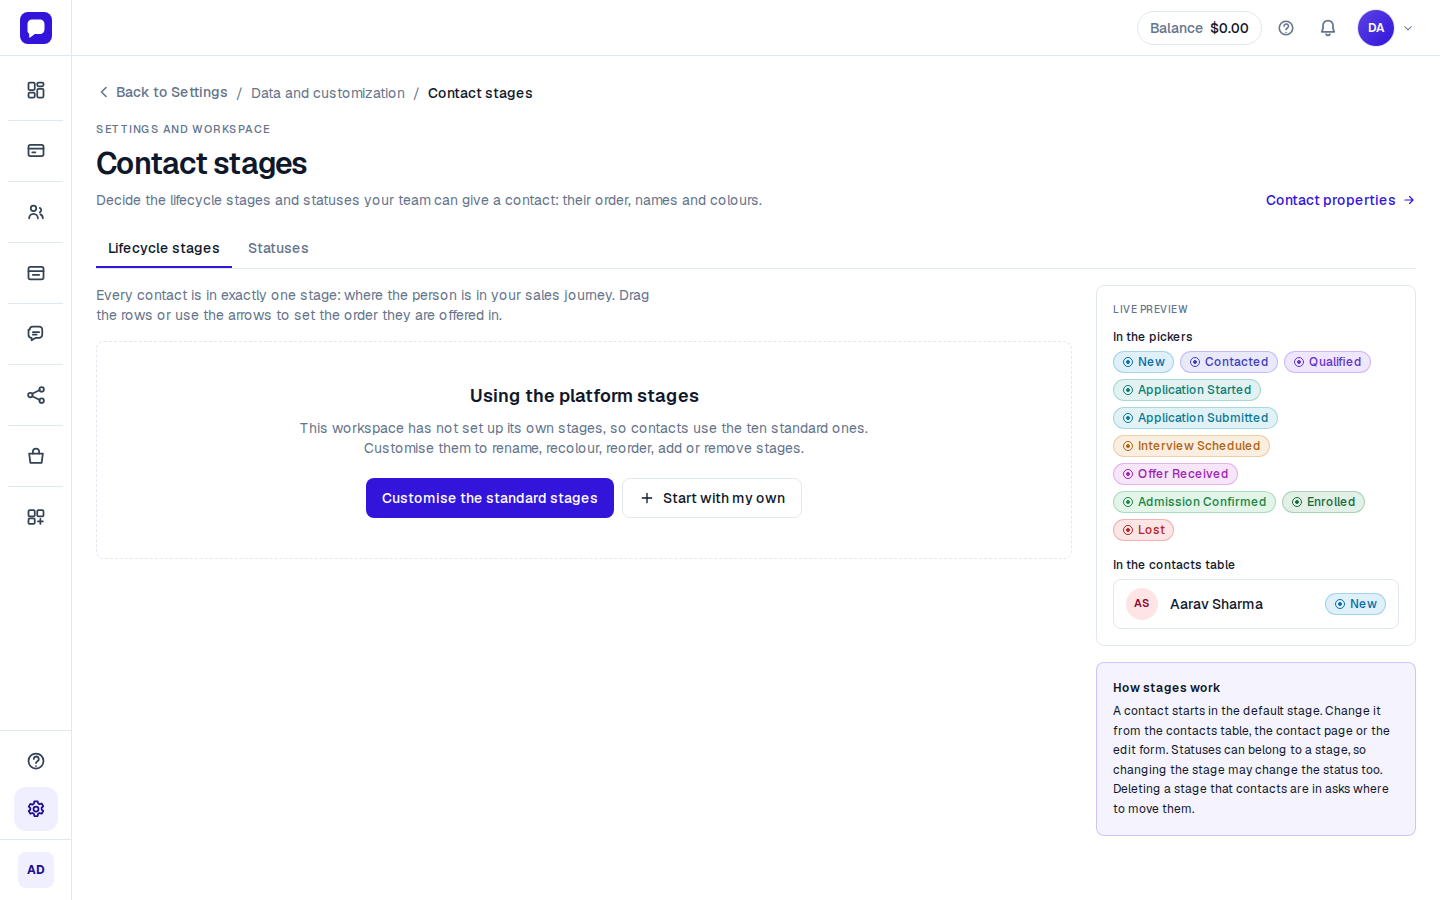 Balance $0.00
DA
Back to Settings / Data and customization / Contact stages
SETTINGS AND WORKSPACE
Contact stages
Decide the lifecycle stages and statuses your team can give a contact: their order, names and colours.
Contact properties
Lifecycle stages
Statuses
Every contact is in exactly one stage: where the person is in your sales journey. Drag
the rows or use the arrows to set the order they are offered in.
Using the platform stages
This workspace has not set up its own stages, so contacts use the ten standard ones.
Customise them to rename, recolour, reorder, add or remove stages.
Customise the standard stages
Start with my own
LIVE PREVIEW
In the pickers
New Contacted Qualified
Application Started
Application Submitted
Interview Scheduled
Offer Received
Admission Confirmed Enrolled
Lost
In the contacts table
AS Aarav Sharma New
How stages work
A contact starts in the default stage. Change it
from the contacts table, the contact page or the
edit form. Statuses can belong to a stage, so
changing the stage may change the status too.
Deleting a stage that contacts are in asks where
to move them.
AD